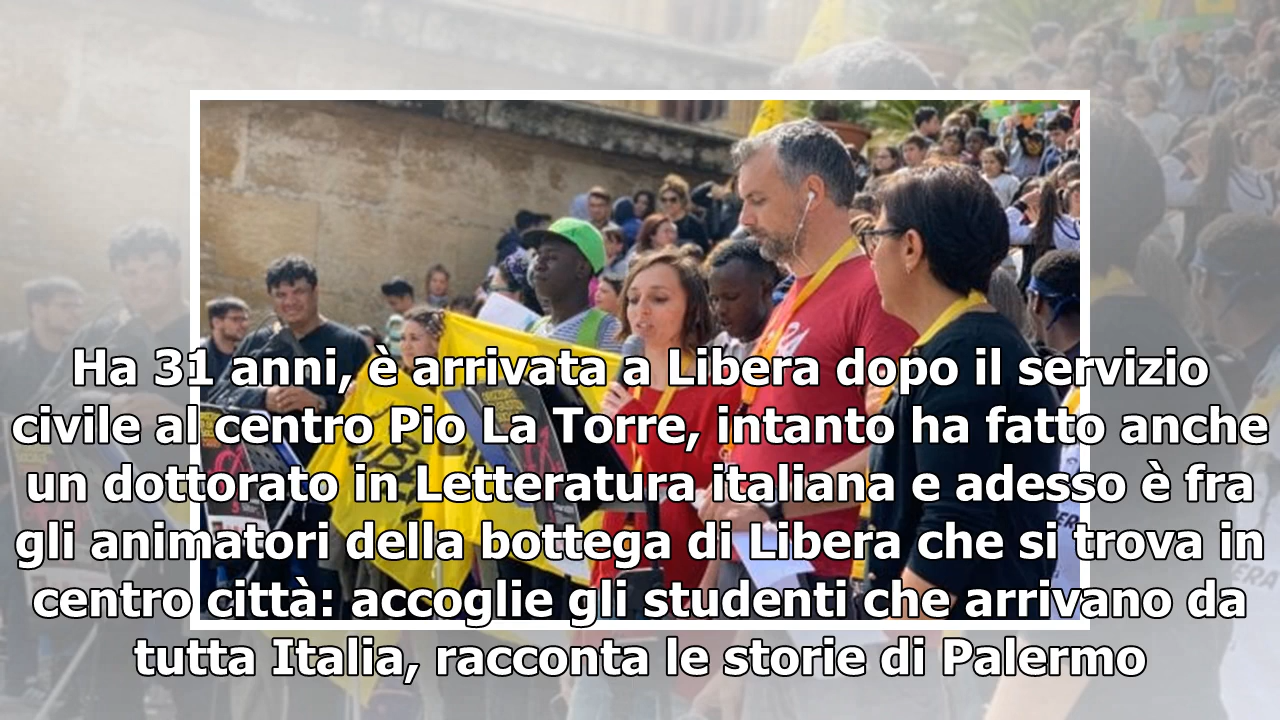 Ha 31 anni, è arrivata a Libera dopo il servizio
civile al centro Pio La Torre, intanto ha fatto anche
un dottorato in Letteratura italiana e adesso è fra
gli animatori della bottega di Libera che si trova in
centro città: accoglie gli studenti che arrivano da
tutta Italia, racconta le storie di Palermo